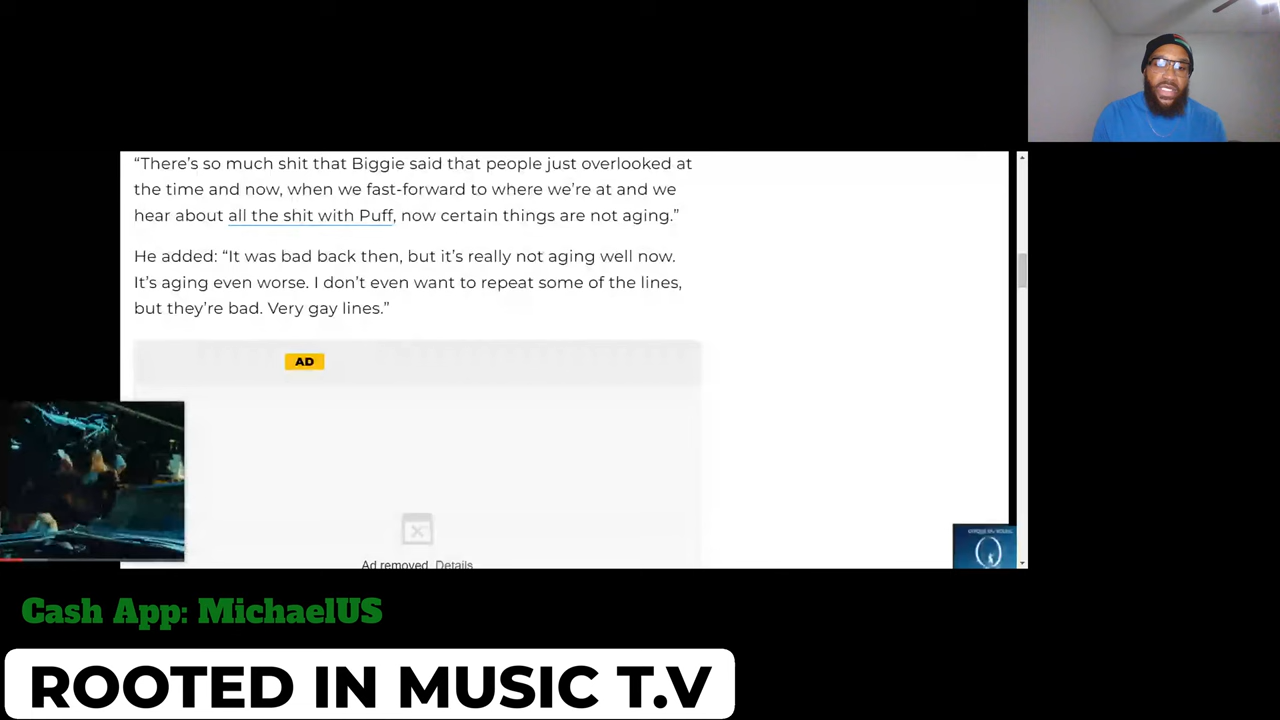 “There’s so much shit that Biggie said that people just overlooked at
the time and now, when we fast-forward to where we’re at and we
hear about all the shit with Puff, now certain things are not aging.”
He added: “It was bad back then, but it’s really not aging well now.
It’s aging even worse. I don’t even want to repeat some of the lines,
but they’re bad. Very gay lines.”
AD
Ad removed. Details
Cash App: MichaelUS
ROOTED IN MUSIC T.V